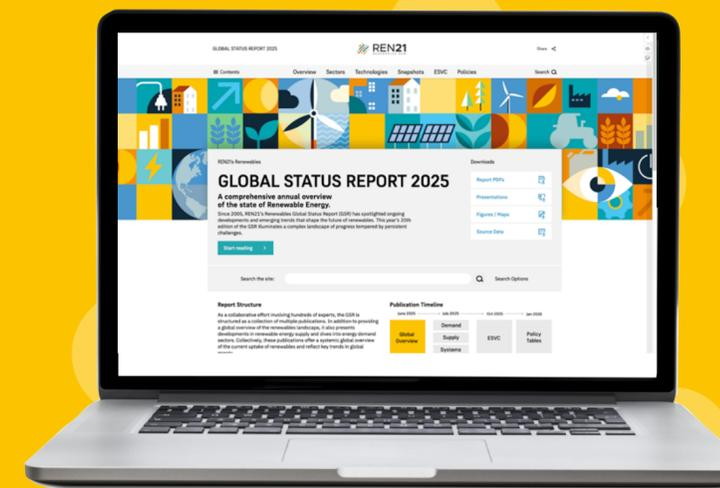 GLOBAL STATUS REPORT 2025
REN21
Share
Contents
Overview Sectors Technologies Snapshots ESVC Policies
Search
REN21's Renewables
GLOBAL STATUS REPORT 2025
A comprehensive annual overview
of the state of Renewable Energy.
Since 2005, REN21's Renewables Global Status Report (GSR) has spotlighted ongoing
developments and emerging trends that shape the future of renewables. This year's 20th
edition of the GSR illuminates a complex landscape of progress tempered by persistent
challenges.
Start reading
Downloads
Report PDFs
Presentations
Figures / Maps
Source Data
Search the site:
Search Options
Report Structure
As a collaborative effort involving hundreds of experts, the GSR is
structured as a collection of multiple publications. In addition to providing
a global overview of the renewables landscape, it also presents
developments in renewable energy supply and dives into energy demand
sectors. Collectively, these publications offer a systemic global overview
of the current uptake of renewables and reflect key trends in global
Publication Timeline
June 2025 July 2025 Oct 2025 Jan 2026
Global
Overview
Demand
Supply
Systems
ESVC
Policy
Tables